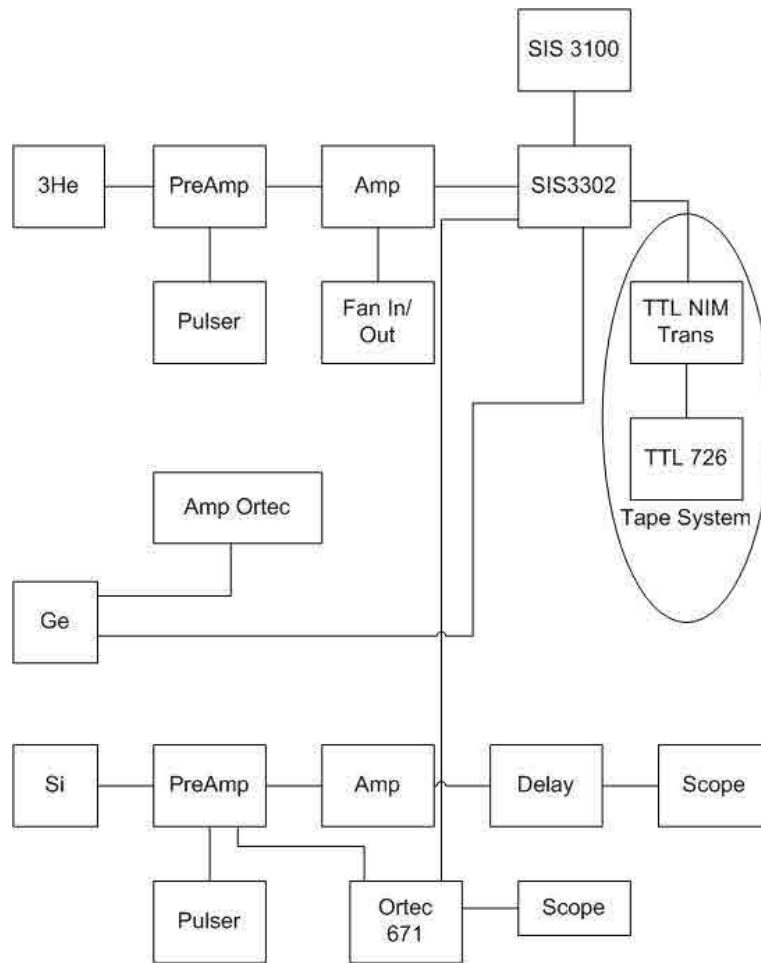 SIS 3100
3He
PreAmp
Amp
SIS3302
Pulser
Fan In/
Out
TTL NIM
Trans
TTL 726
Tape System
Amp Ortec
Ge
Si
PreAmp
Amp
Delay
Scope
Pulser
Ortec
671
Scope